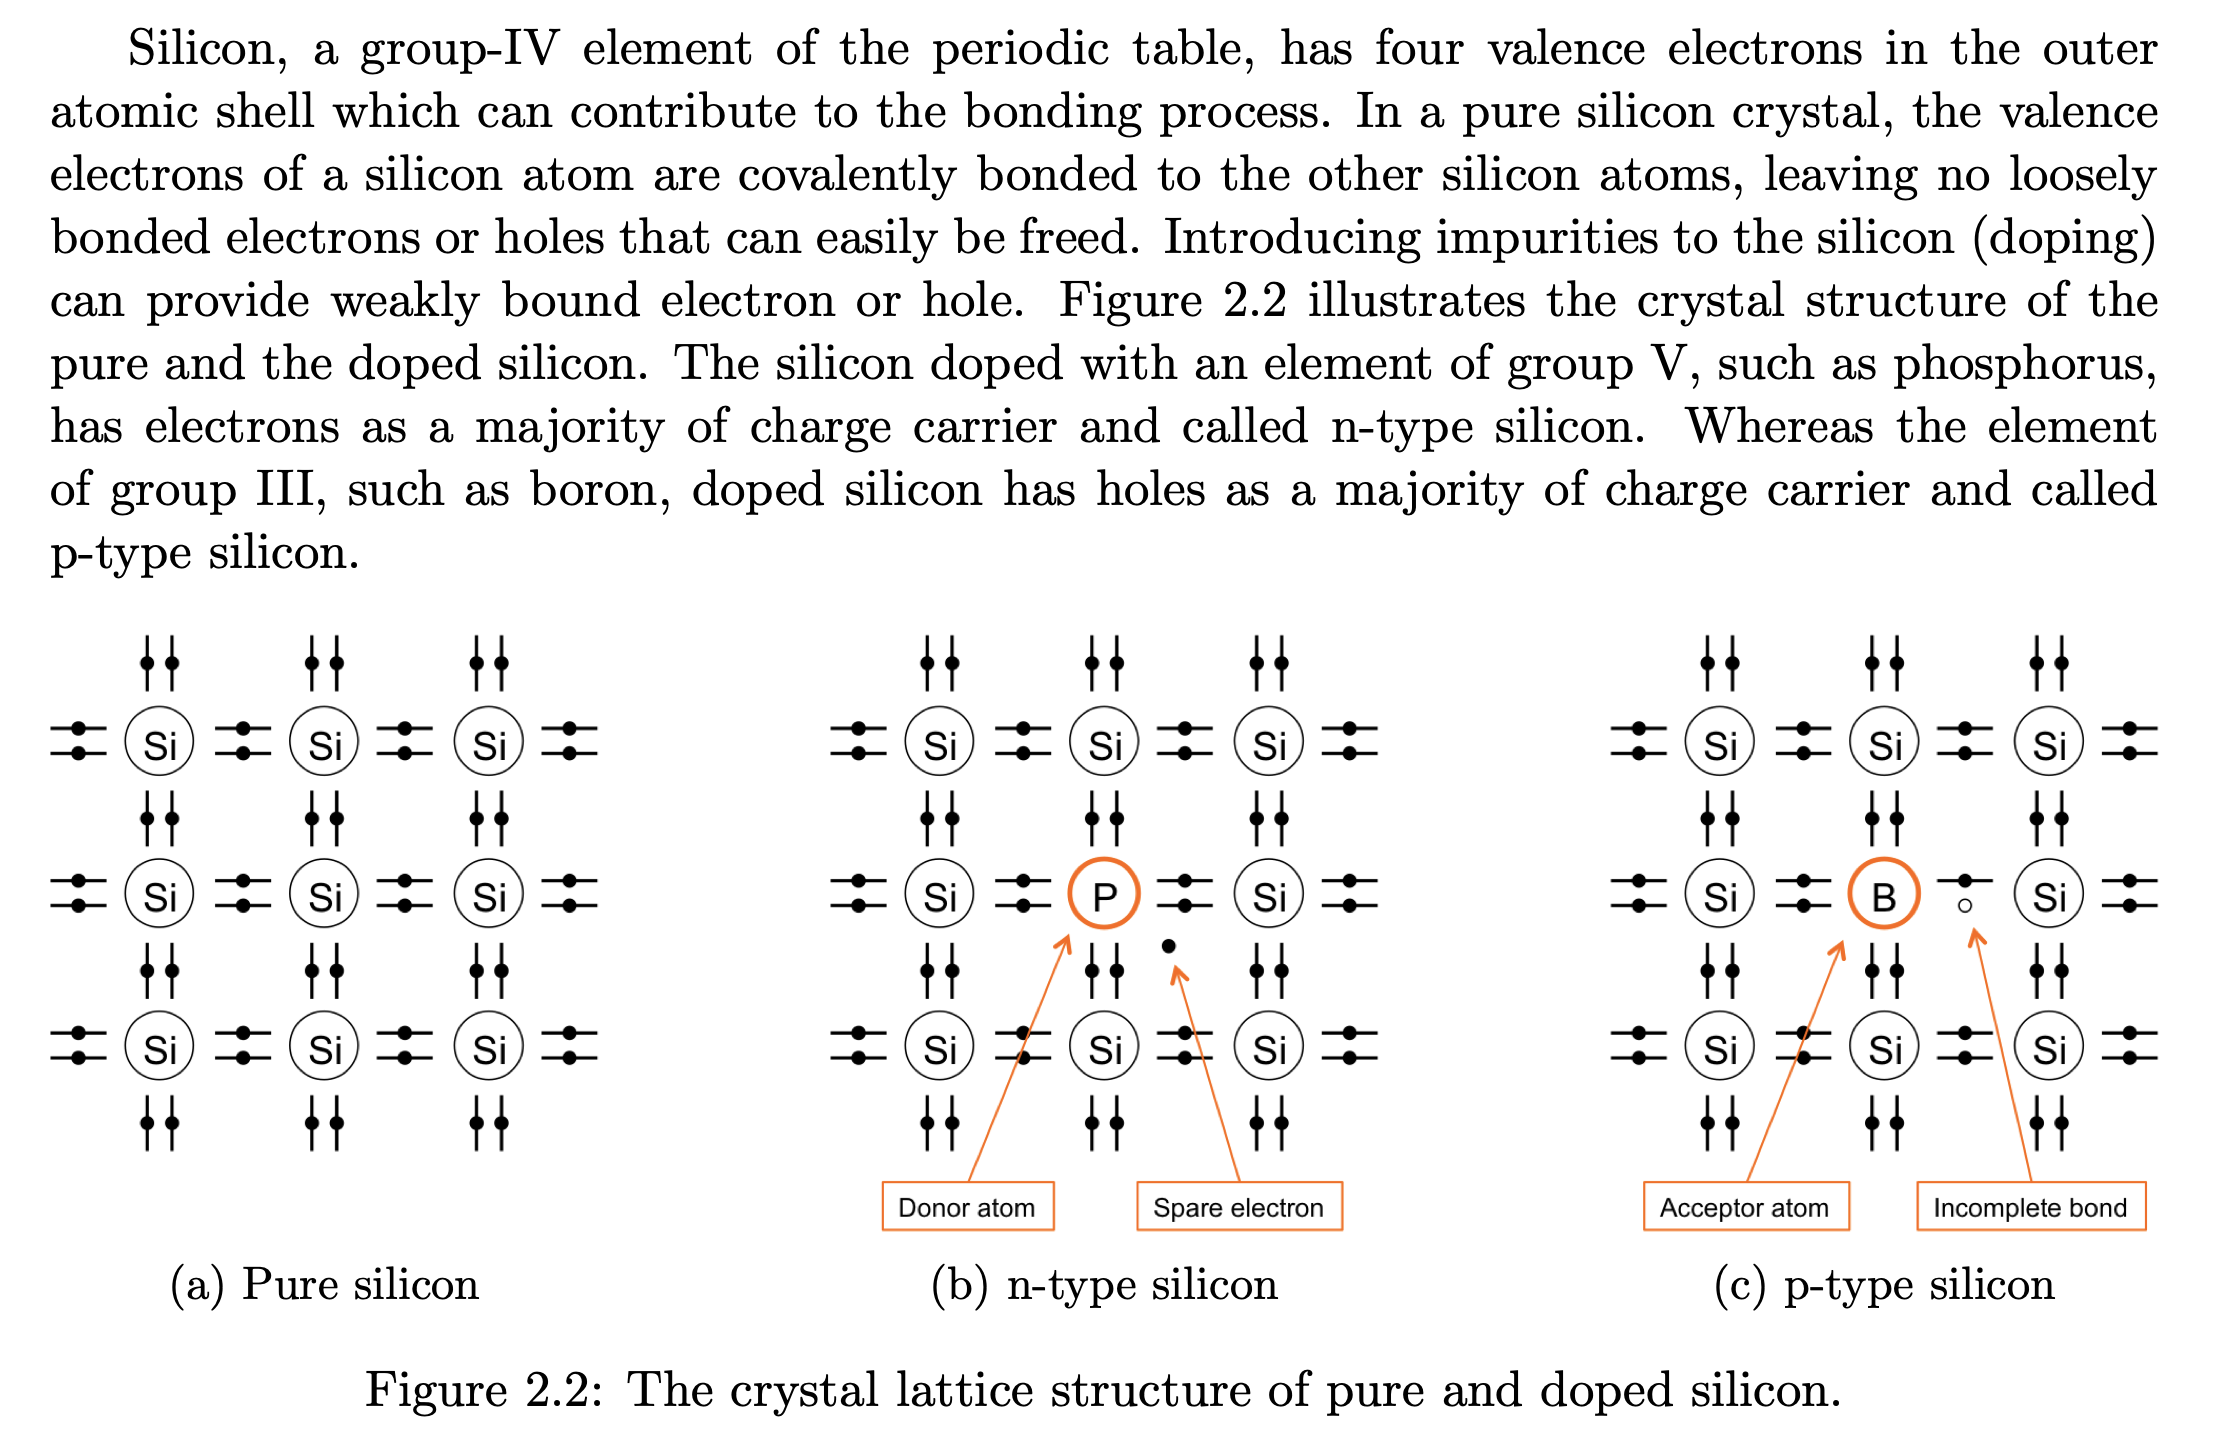 Silicon, a group-IV element of the periodic table, has four valence electrons in the outer
atomic shell which can contribute to the bonding process. In a pure silicon crystal, the valence
electrons of a silicon atom are covalently bonded to the other silicon atoms, leaving no loosely
bonded electrons or holes that can easily be freed. Introducing impurities to the silicon (doping)
can provide weakly bound electron or hole. Figure 2.2 illustrates the crystal structure of the
pure and the doped silicon. The silicon doped with an element of group V, such as phosphorus,
has electrons as a majority of charge carrier and called n-type silicon. Whereas the element
of group III, such as boron, doped silicon has holes as a majority of charge carrier and called
p-type silicon.
Si Si Si
Si Si Si
Si Si Si
(a) Pure silicon
Si Si Si
Si P Si
Si Si Si
Donor atom
Spare electron
(b) n-type silicon
Si Si Si
Si B Si
Si Si Si
Acceptor atom
Incomplete bond
(c) p-type silicon
Figure 2.2: The crystal lattice structure of pure and doped silicon.